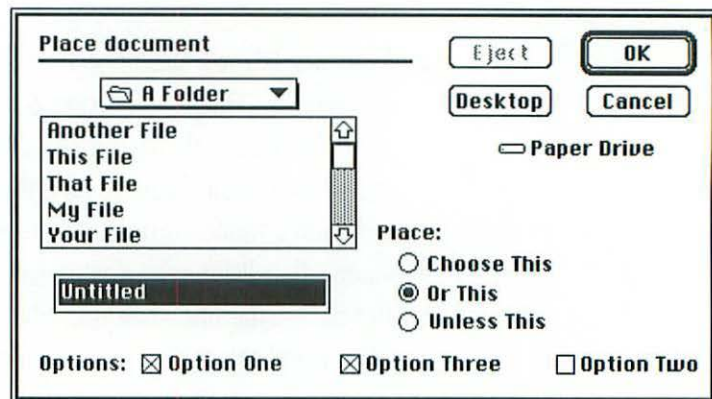 Place document
Eject
OK
A Folder
Desktop
Cancel
Another File
This File
That File
My File
Your File
Paper Drive
Place:
Choose This
Or This
Unless This
Untitled
Options: Option One Option Three Option Two